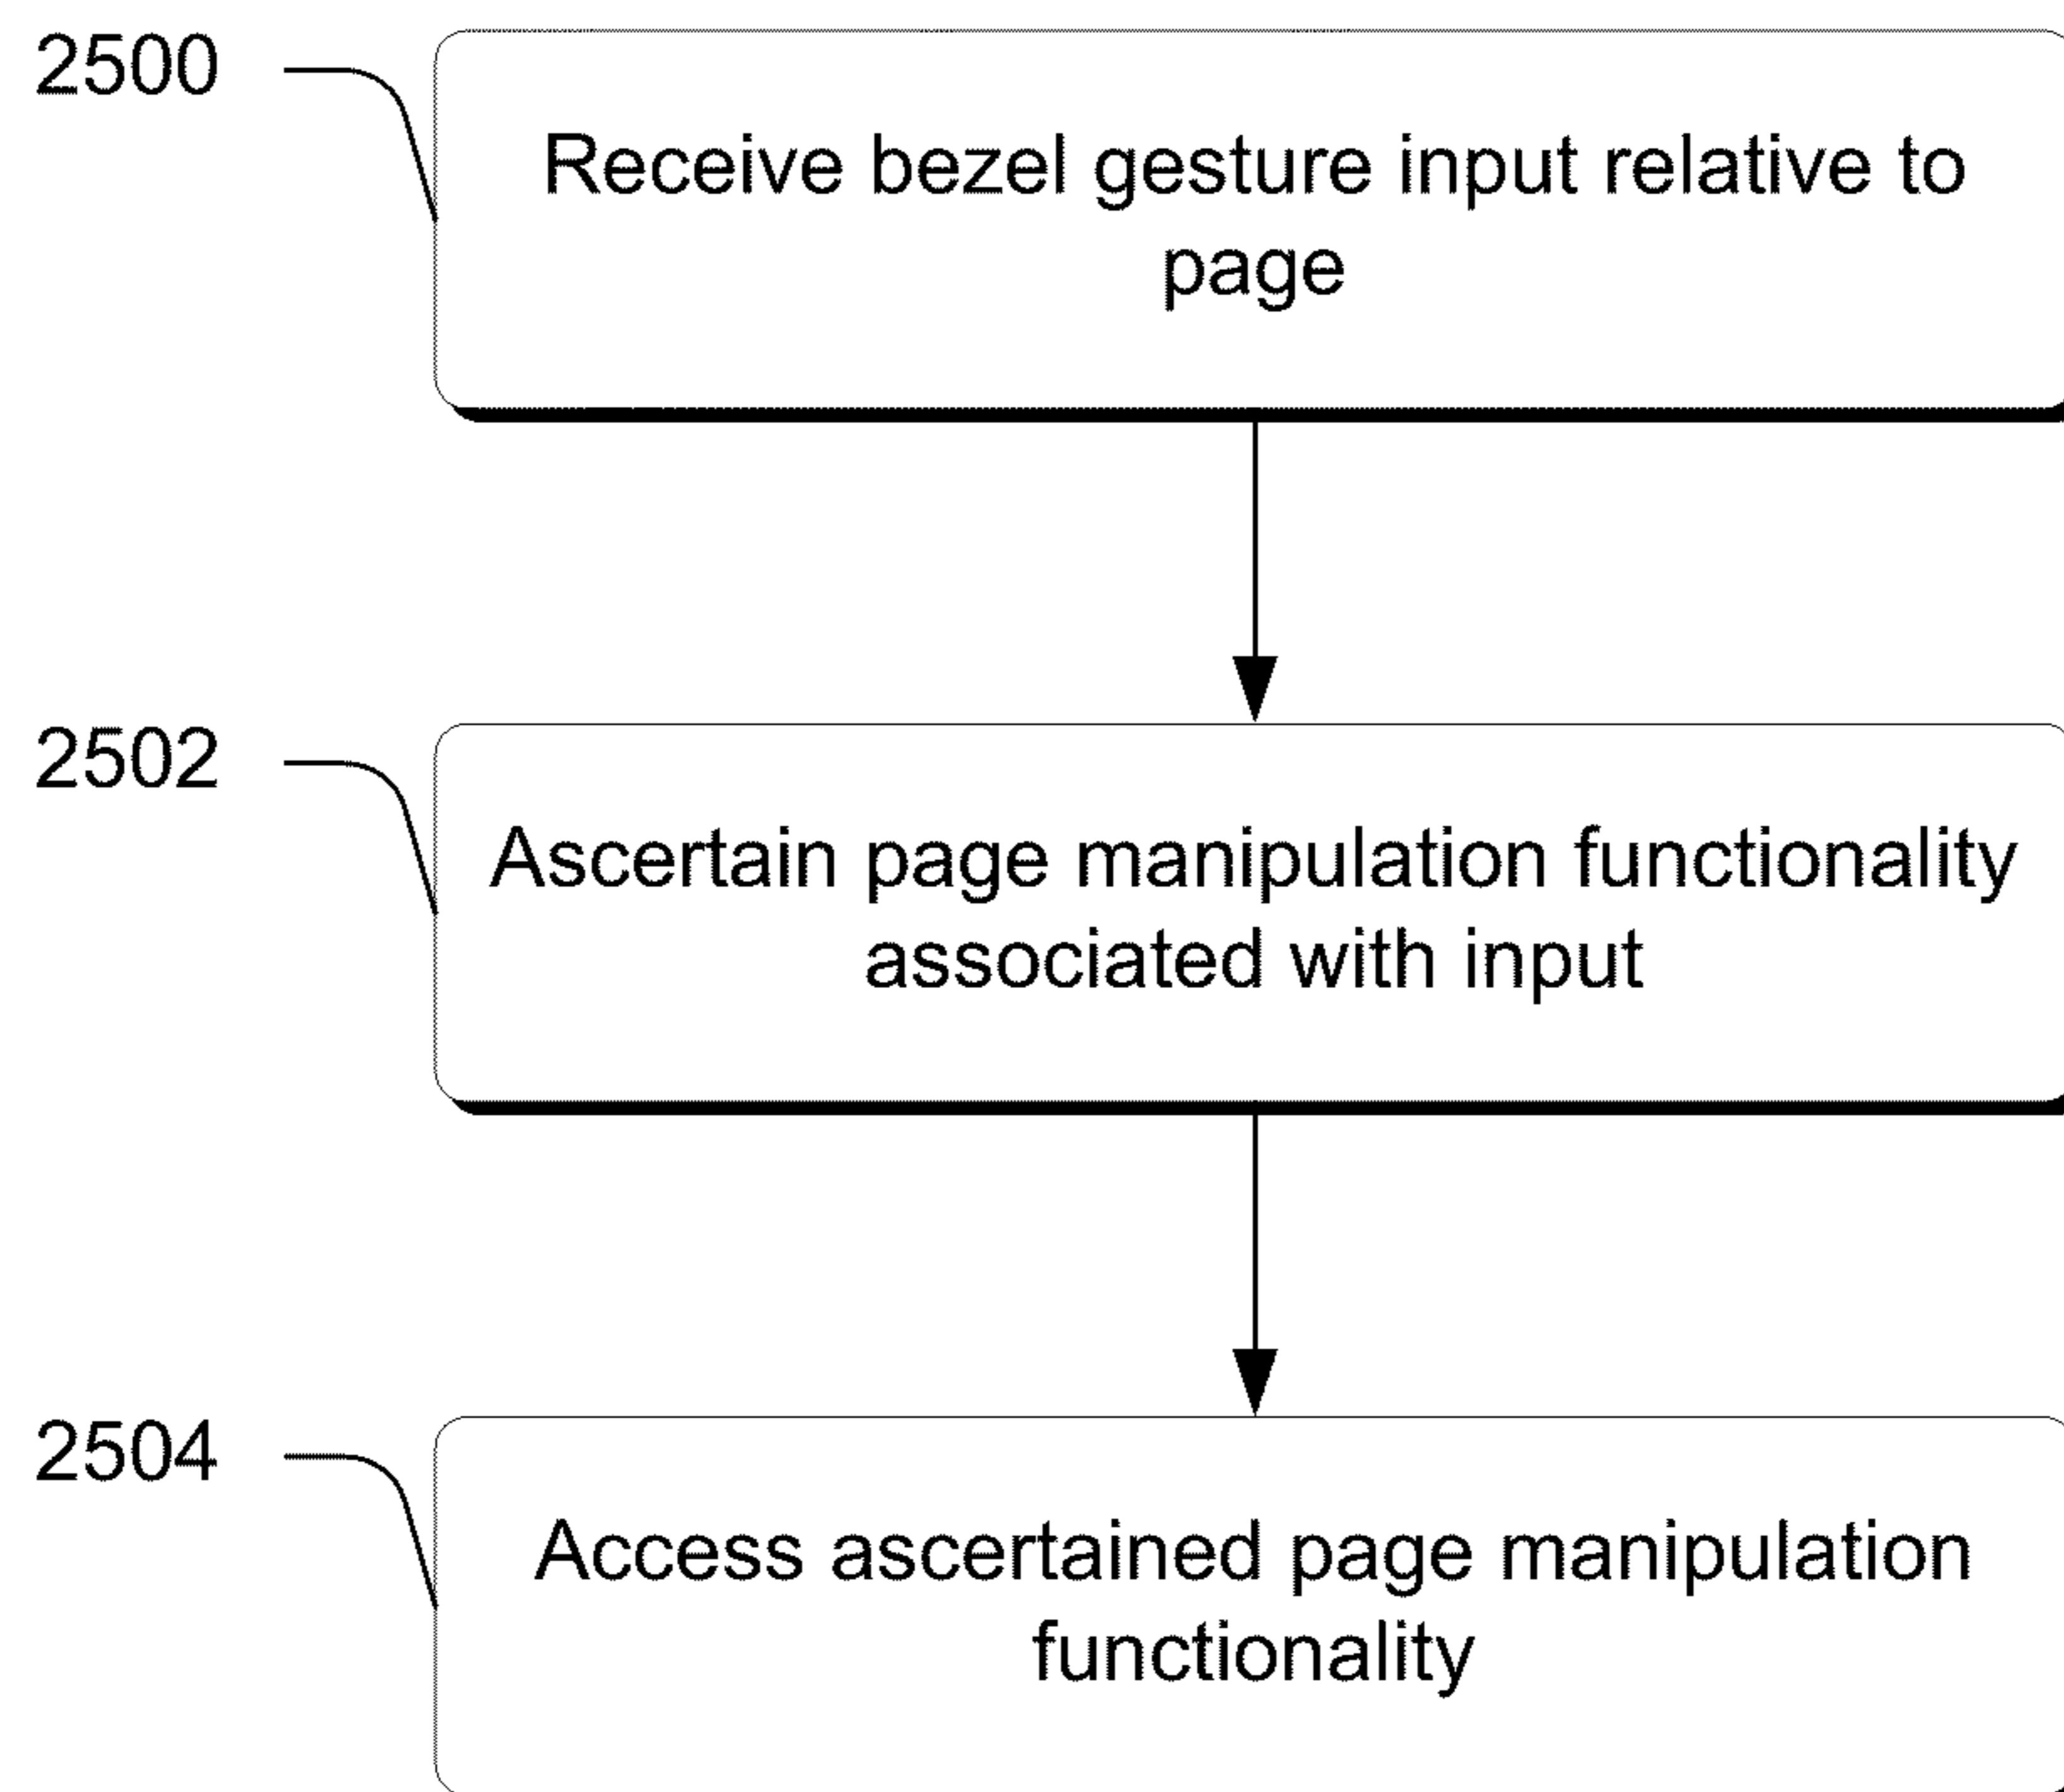 2500
Receive bezel gesture input relative to
page
2502
Ascertain page manipulation functionality
associated with input
2504
Access ascertained page manipulation
functionality